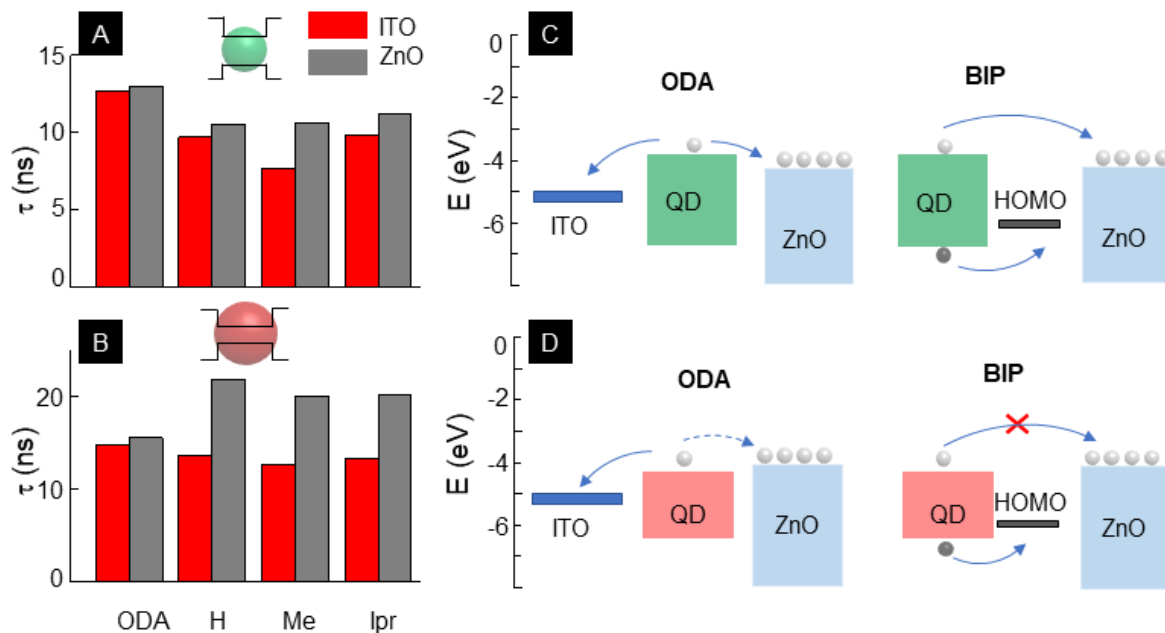 A
ITO
ZnO
15
10
5
0
τ (ns)
B
20
10
0
τ (ns)
ODA H Me Ipr
C
0
-2
-4
-6
E (eV)
ODA
BIP
ITO
QD
ZnO
QD
HOMO
ZnO
D
0
-2
-4
-6
E (eV)
ODA
BIP
ITO
QD
ZnO
QD
HOMO
ZnO